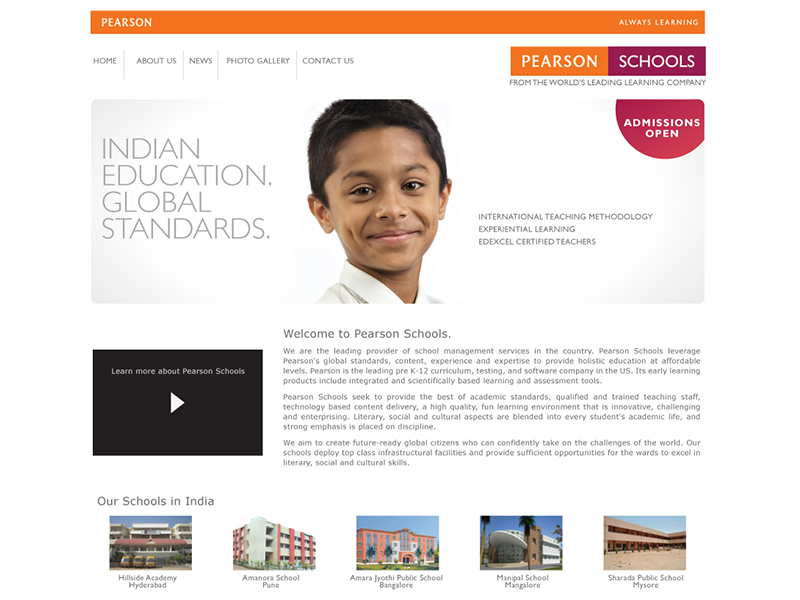 PEARSON
ALWAYS LEARNING
HOME
ABOUT US
NEWS
PHOTO GALLERY
CONTACT US
PEARSON SCHOOLS
FROM THE WORLD'S LEADING LEARNING COMPANY
INDIAN
EDUCATION.
GLOBAL
STANDARDS.
ADMISSIONS
OPEN
INTERNATIONAL TEACHING METHODOLOGY
EXPERIENTIAL LEARNING
EDEXCEL CERTIFIED TEACHERS
Learn more about Pearson Schools
Welcome to Pearson Schools.
We are the leading provider of school management services in the country. Pearson Schools leverage
Pearson's global standards, content, experience and expertise to provide holistic education at affordable
levels. Pearson is the leading pre K-12 curriculum, testing, and software company in the US. Its early learning
products include integrated and scientifically based learning and assessment tools.
Pearson Schools seek to provide the best of academic standards, qualified and trained teaching staff,
technology based content delivery, a high quality, fun learning environment that is innovative, challenging
and enterprising. Literary, social and cultural aspects are blended into every student's academic life, and
strong emphasis is placed on discipline.
We aim to create future-ready global citizens who can confidently take on the challenges of the world. Our
schools deploy top class infrastructural facilities and provide sufficient opportunities for the wards to excel in
literary, social and cultural skills.
Our Schools in India
Hillside Academy
Hyderabad
Amanora School
Pune
Amara Jyothi Public School
Bangalore
Manipal School
Mangalore
Sharada Public School
Mysore